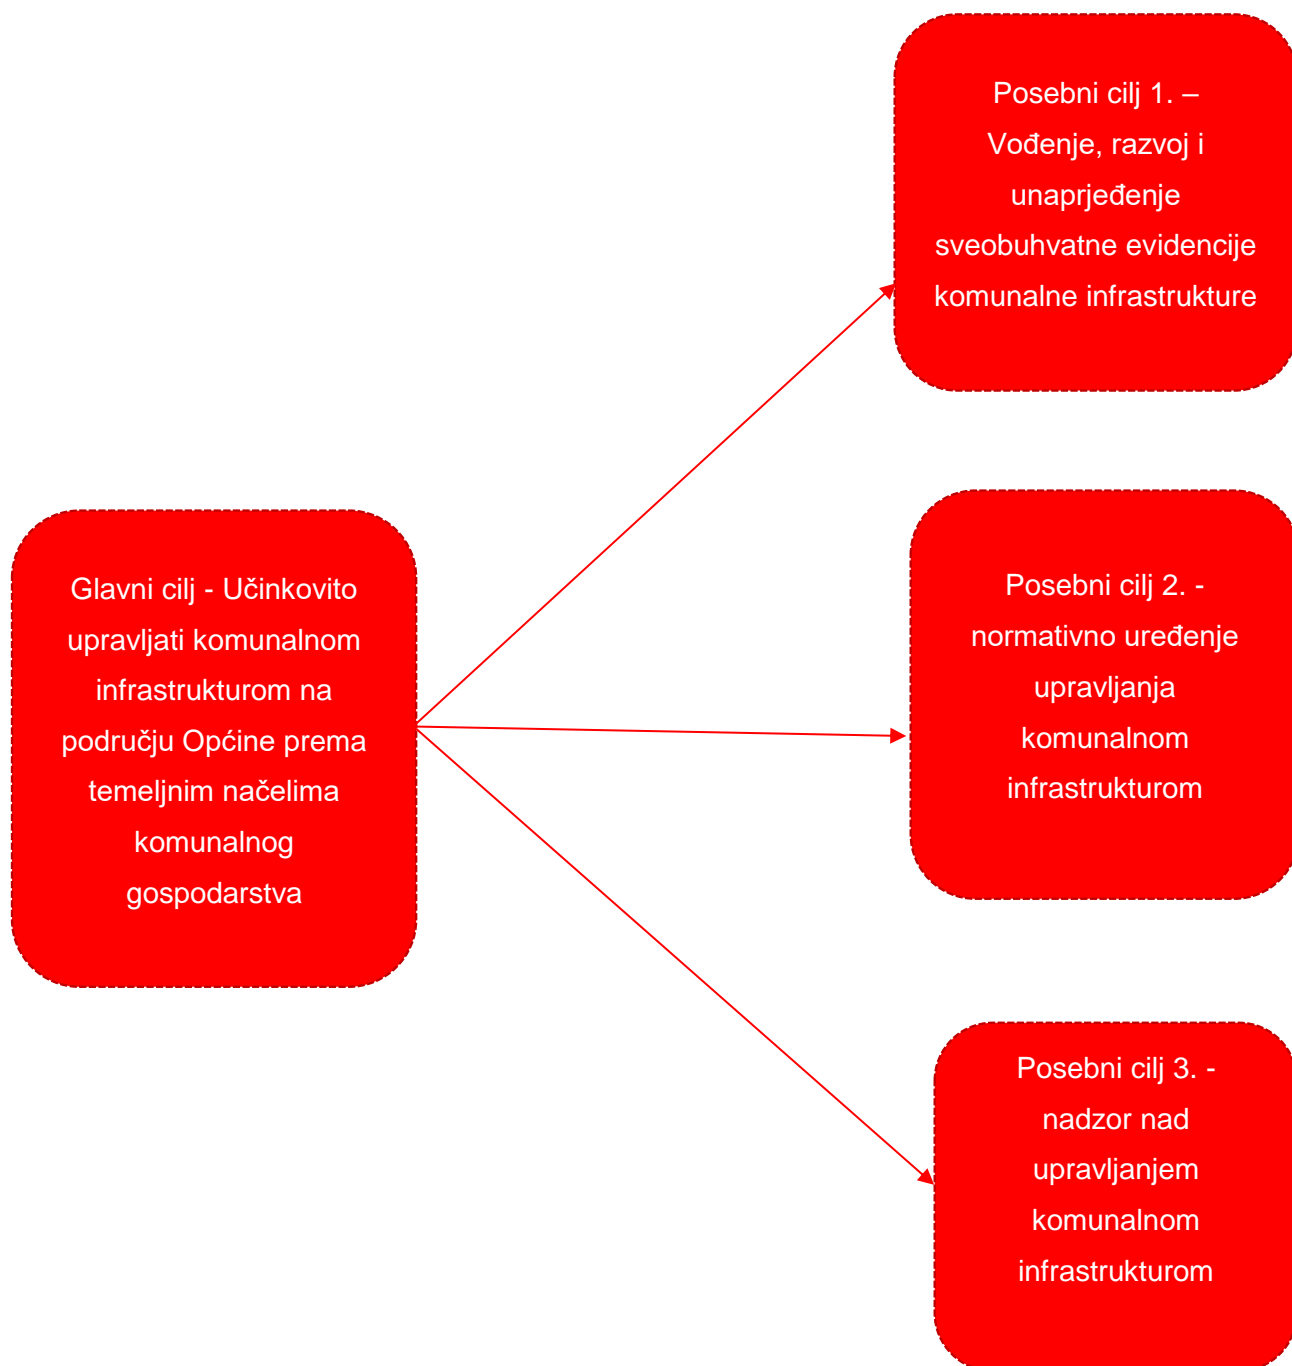 Posebni cilj 1. –
Vođenje, razvoj i
unaprjeđenje
sveobuhvatne evidencije
komunalne infrastrukture
Glavni cilj - Učinkovito
upravljati komunalnom
infrastrukturom na
području Općine prema
temeljnim načelima
komunalnog
gospodarstva
Posebni cilj 2. -
normativno uređenje
upravljanja
komunalnom
infrastrukturom
Posebni cilj 3. -
nadzor nad
upravljanjem
komunalnom
infrastrukturom